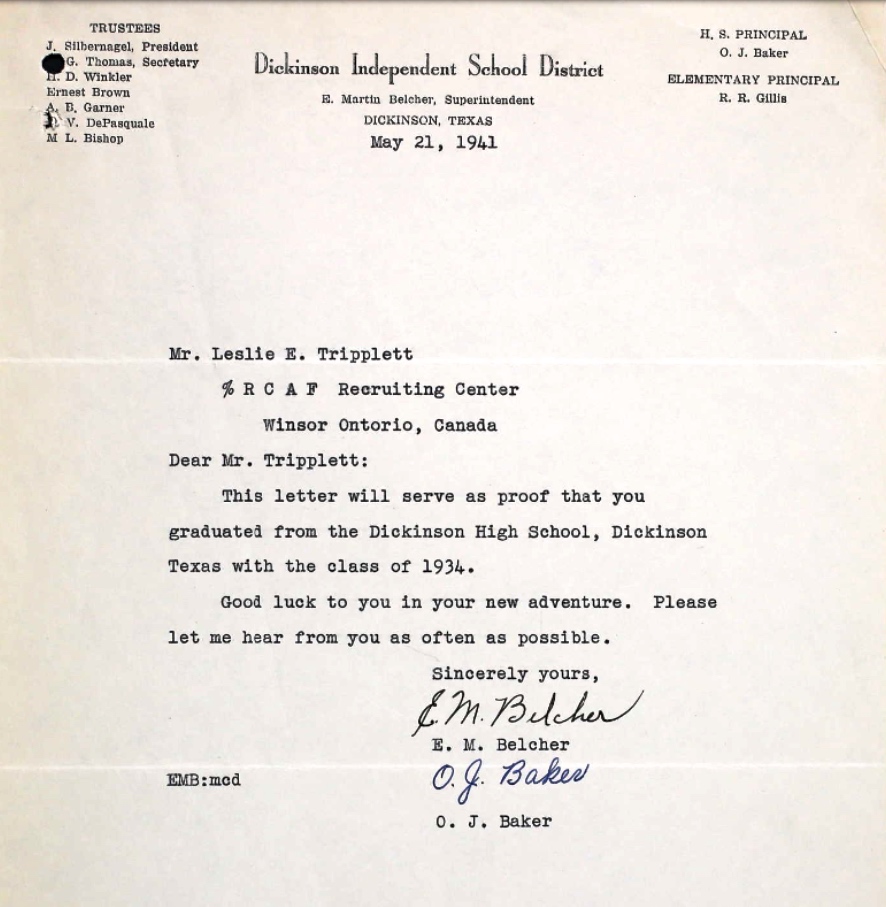 TRUSTEES
J. Silbernagel, President
G. Thomas, Secretary
H. D. Winkler
Ernest Brown
A. B. Garner
V. DePasquale
M L. Bishop
Dickinson Independent School District
E. Martin Belcher, Superintendent
DICKINSON, TEXAS
May 21, 1941
H. S. PRINCIPAL
O. J. Baker
ELEMENTARY PRINCIPAL
R. R. Gillis
Mr. Leslie E. Tripplett
% R C A F Recruiting Center
Winsor Ontorio, Canada
Dear Mr. Tripplett:
This letter will serve as proof that you
graduated from the Dickinson High School, Dickinson
Texas with the class of 1934.
Good luck to you in your new adventure. Please
let me hear from you as often as possible.
Sincerely yours,
E. M. Belcher
E. M. Belcher
EMB:mcd
O. J. Baker
O. J. Baker